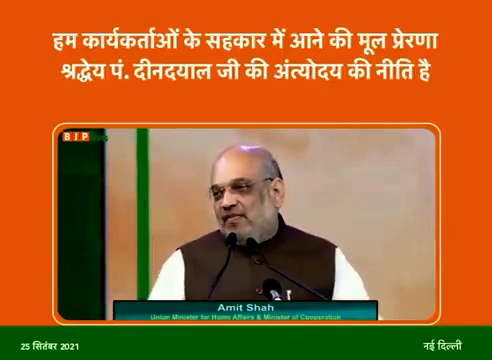 हम कार्यकर्ताओं के सहकार में आने की मूल प्रेरणा
श्रद्धेय पं. दीनदयाल जी की अंत्योदय की नीति है
BJP
Amit Shah
Union Minister for Home Affairs & Minister of Cooperation
25 सितंबर 2021
नई दिल्ली